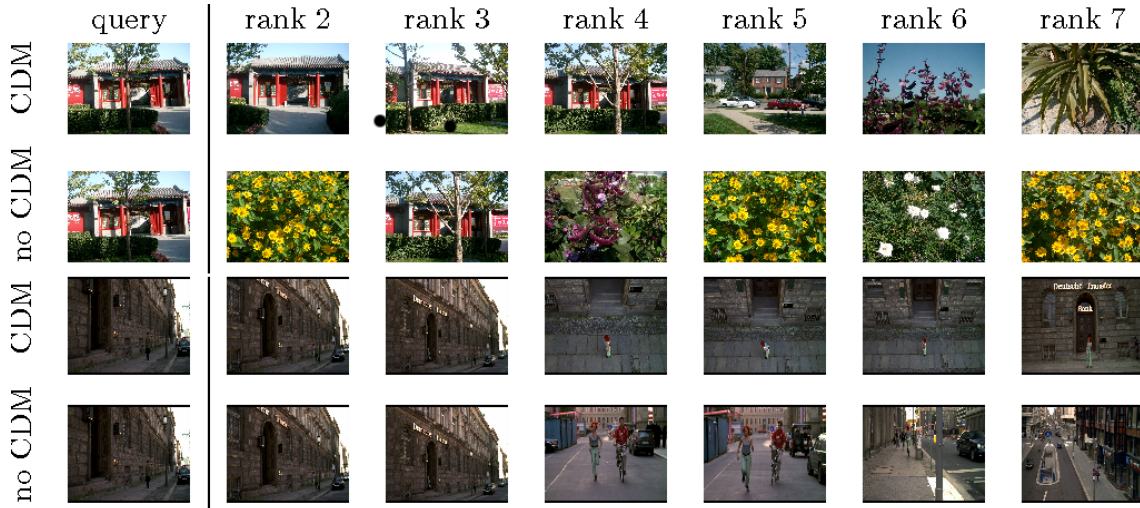 query rank 2 rank 3 rank 4 rank 5 rank 6 rank 7
CDM
no CDM
CDM
Deutsche Transfer
Bank
no CDM